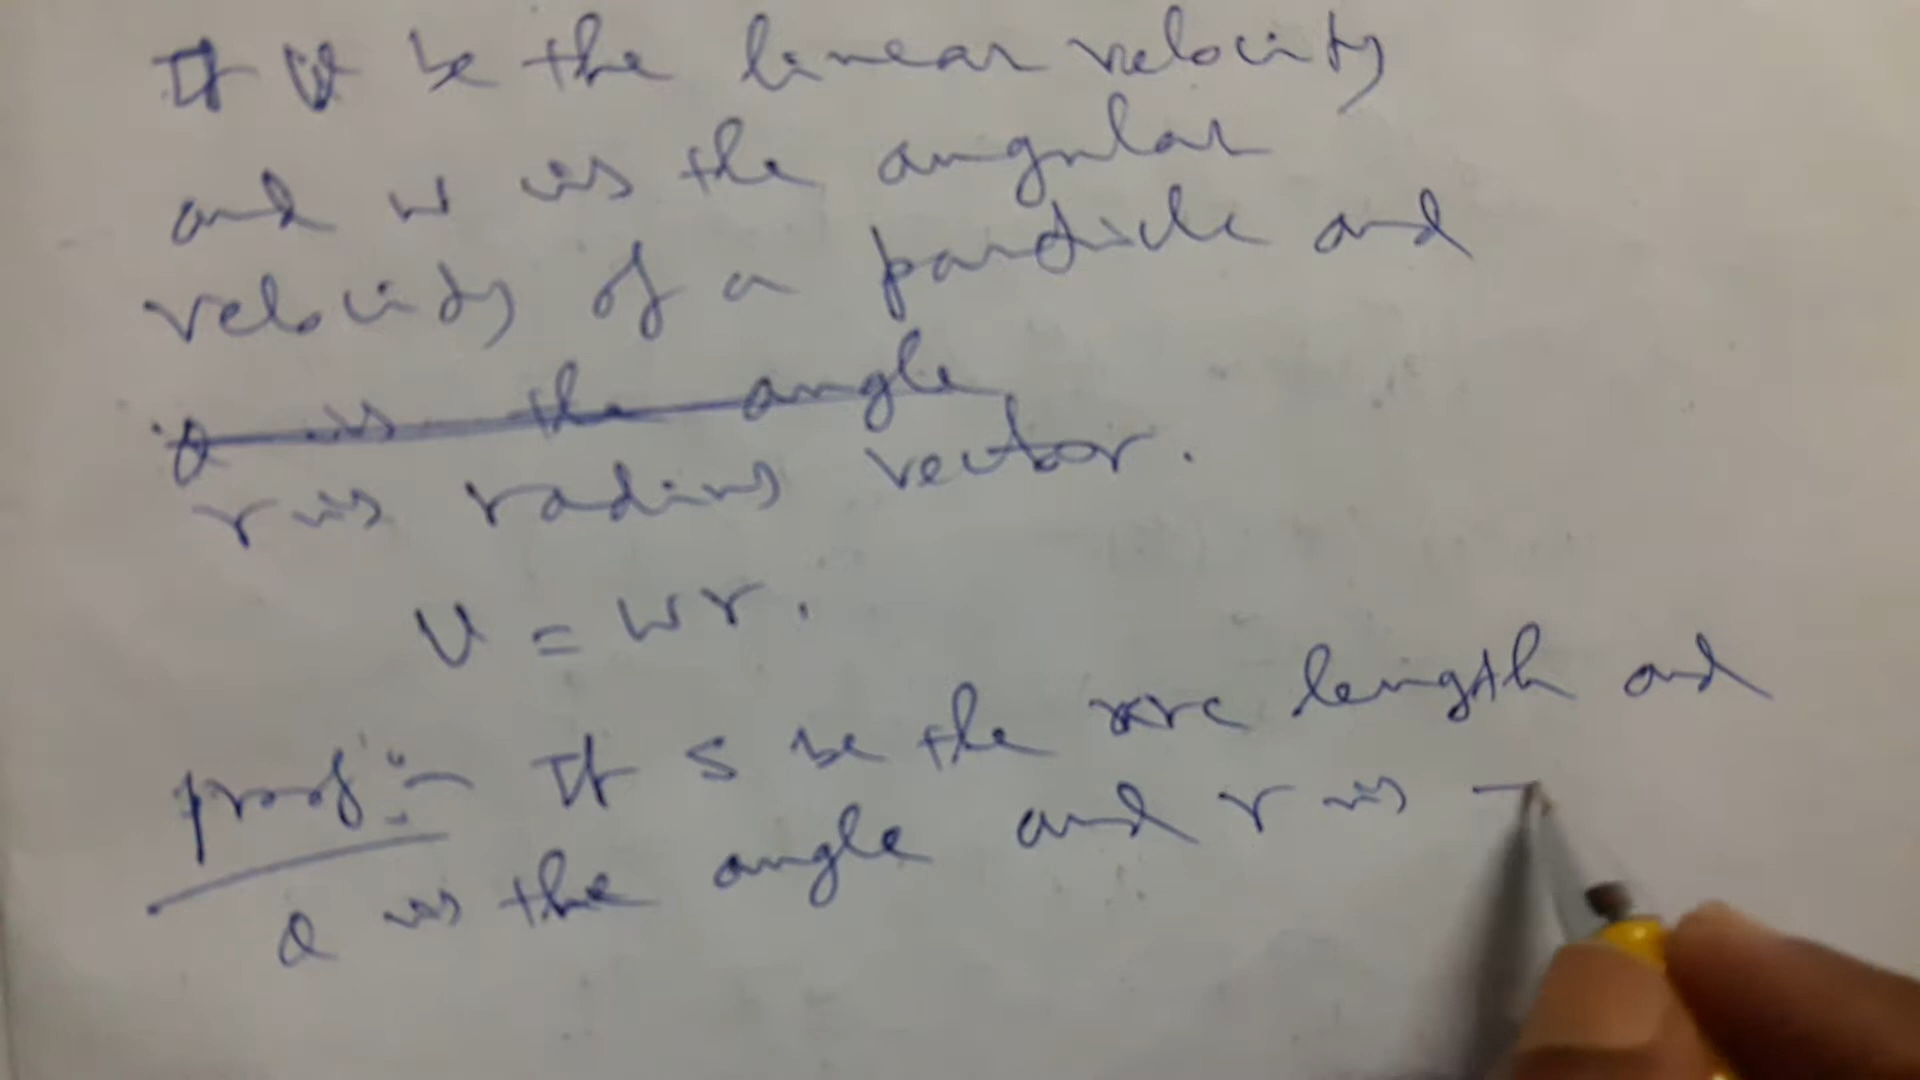 If v be the linear velocity
and w is the angular
velocity of a particle and
θ is the angle
r is radius vector.
v = wr.
proof :- If s be the arc length and
θ is the angle and r is